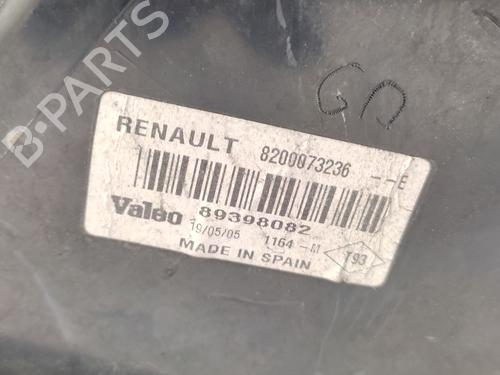 B-PARTS
GD
RENAULT 8200073236 --E
Valeo 89398082
19/05/05 1164 -M T93
MADE IN SPAIN